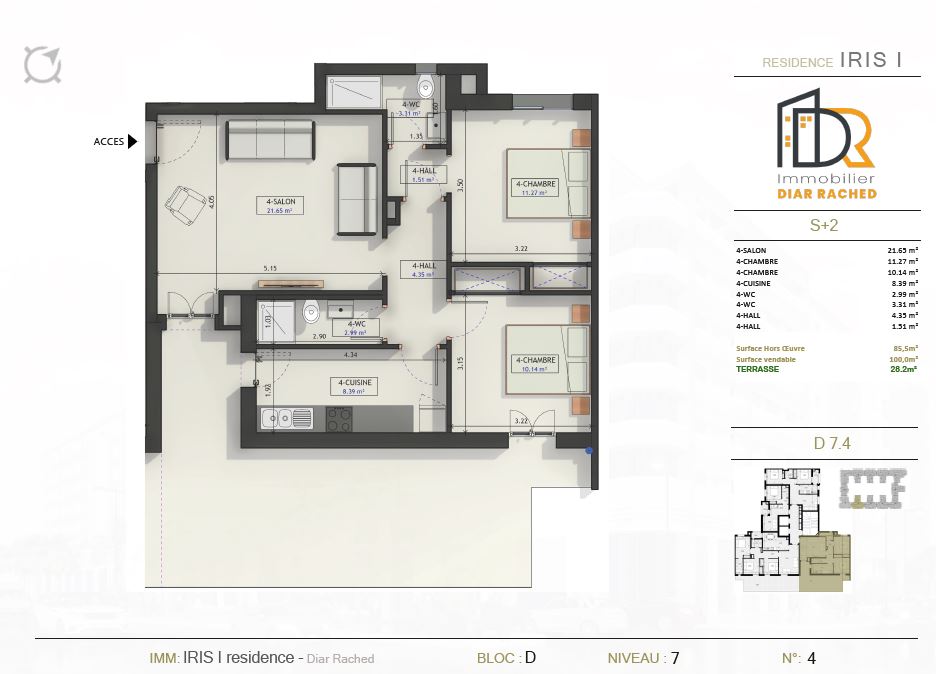 RESIDENCE IRIS I
DR
Immobilier
DIAR RACHED
S+2
4-SALON 21.65 m²
4-CHAMBRE 11.27 m²
4-CHAMBRE 10.14 m²
4-CUISINE 8.39 m²
4-WC 2.99 m²
4-WC 3.31 m²
4-HALL 4.35 m²
4-HALL 1.51 m²
Surface Hors Œuvre 85,5m²
Surface vendable 100,0m²
TERRASSE 28.2m²
D 7.4
ACCES
4-WC
3.31 m²
1.60
1.35
4-HALL
1.51 m²
3.50
4-CHAMBRE
11.27 m²
3.22
4-SALON
21.65 m²
4.05
5.15
4-HALL
4.35 m²
1.03
4-WC
2.99 m²
2.90
4.34
4-CUISINE
8.39 m²
1.93
3.15
4-CHAMBRE
10.14 m²
3.22
IMM: IRIS I residence - Diar Rached
BLOC : D
NIVEAU : 7
N°: 4